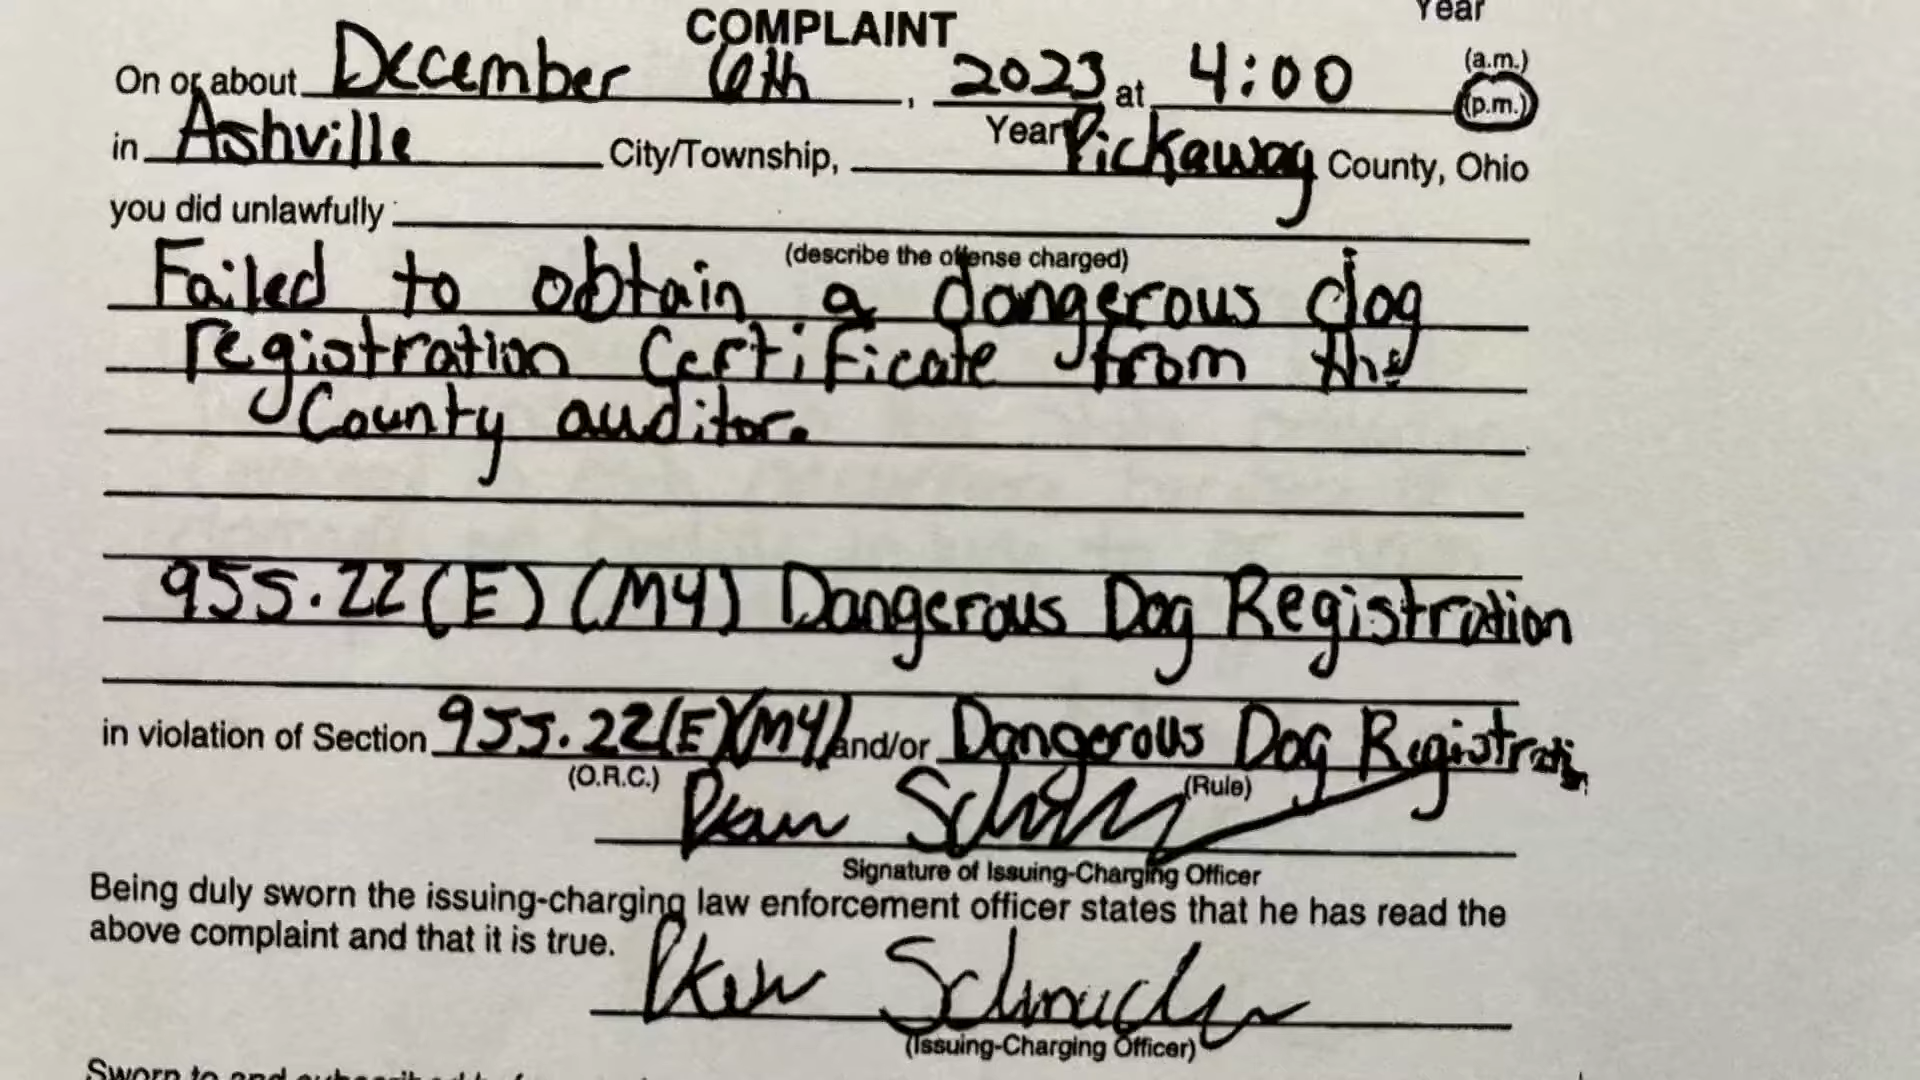 Year
COMPLAINT
On or about December 6th, 2023 at 4:00 (a.m.) (p.m.)
Year
in Ashville City/Township, Pickaway County, Ohio
you did unlawfully
(describe the offense charged)
Failed to obtain a dangerous dog
registration Certificate from the
County auditor.
955.22(E) (M4) Dangerous Dog Registration
in violation of Section 955.22(E)(M4) and/or Dangerous Dog Registration
(O.R.C.) (Rule)
Signature of Issuing-Charging Officer
Being duly sworn the issuing-charging law enforcement officer states that he has read the
above complaint and that it is true.
(Issuing-Charging Officer)
Sworn to and subscribed